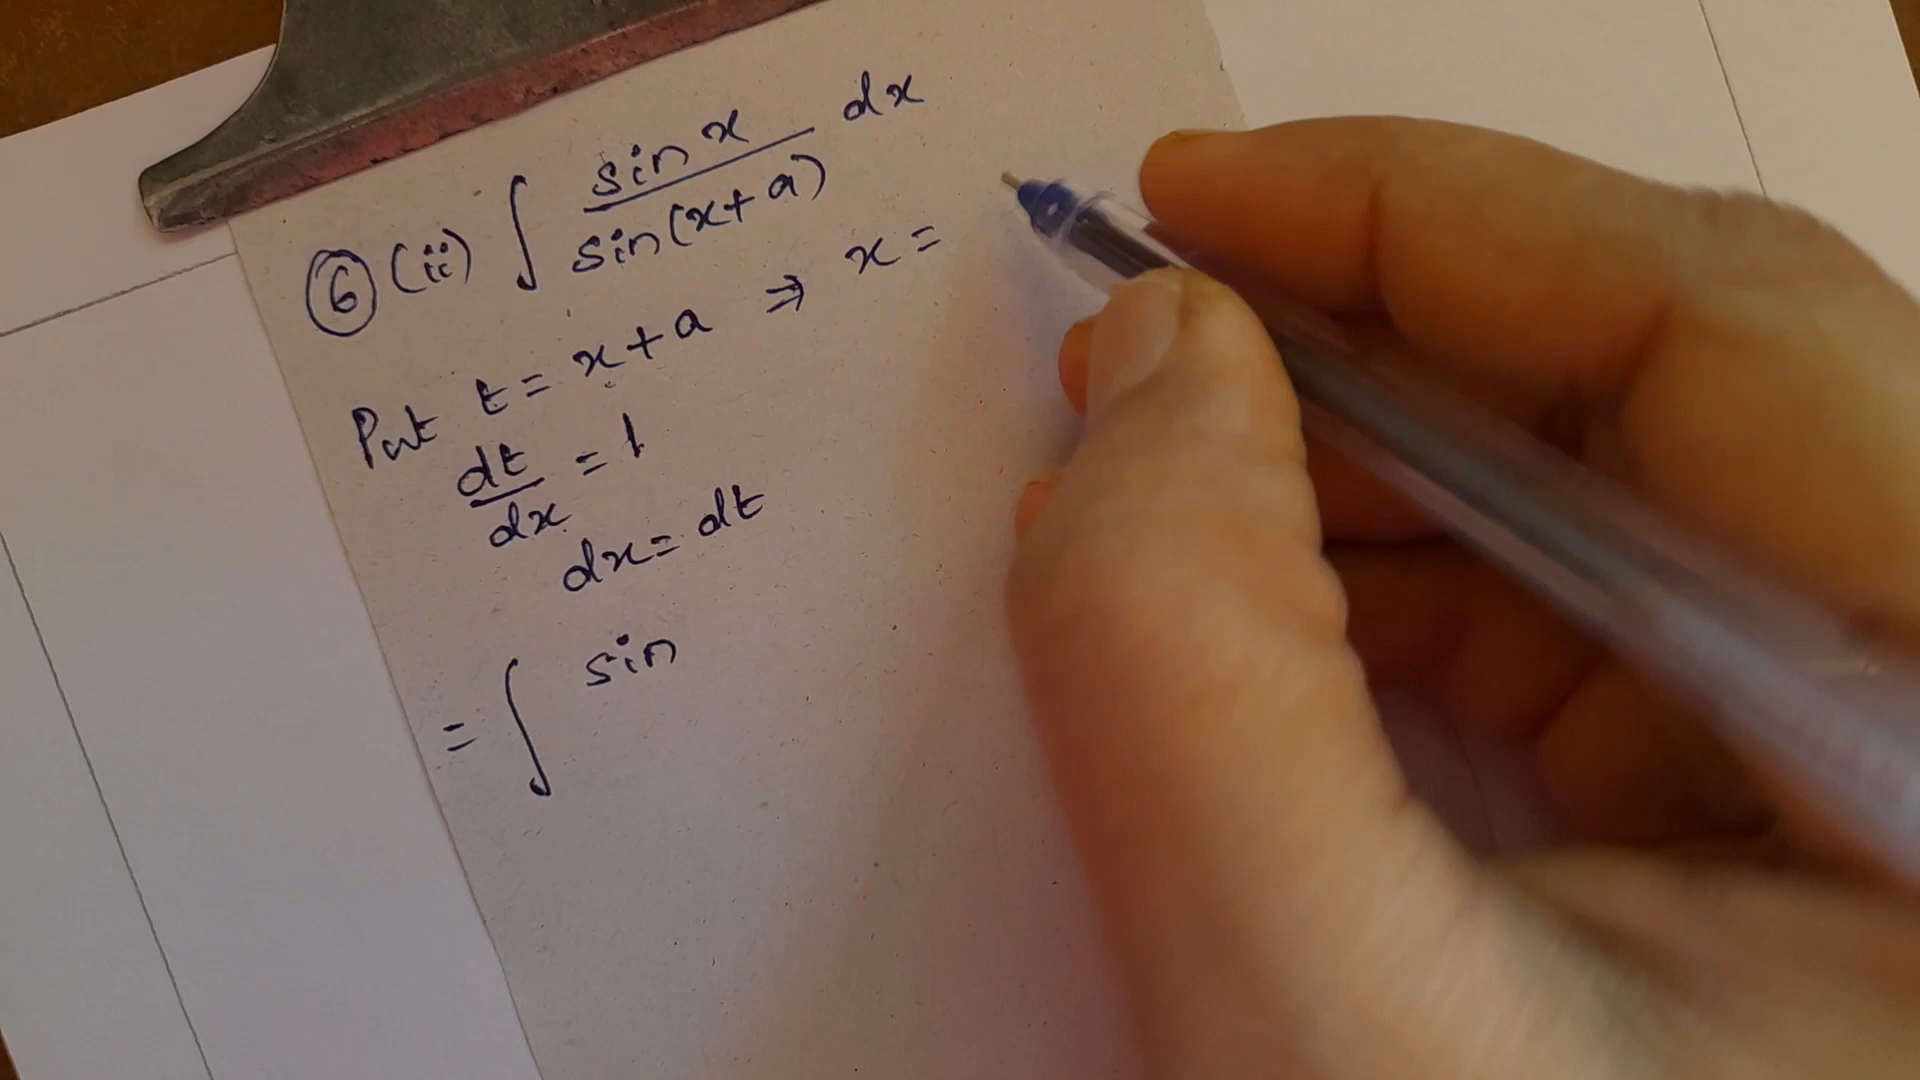 ⑥ (ii) ∫ sin x / sin(x+a) dx
Put t = x+a ⇒ x =
dt/dx = 1
dx = dt
= ∫ sin